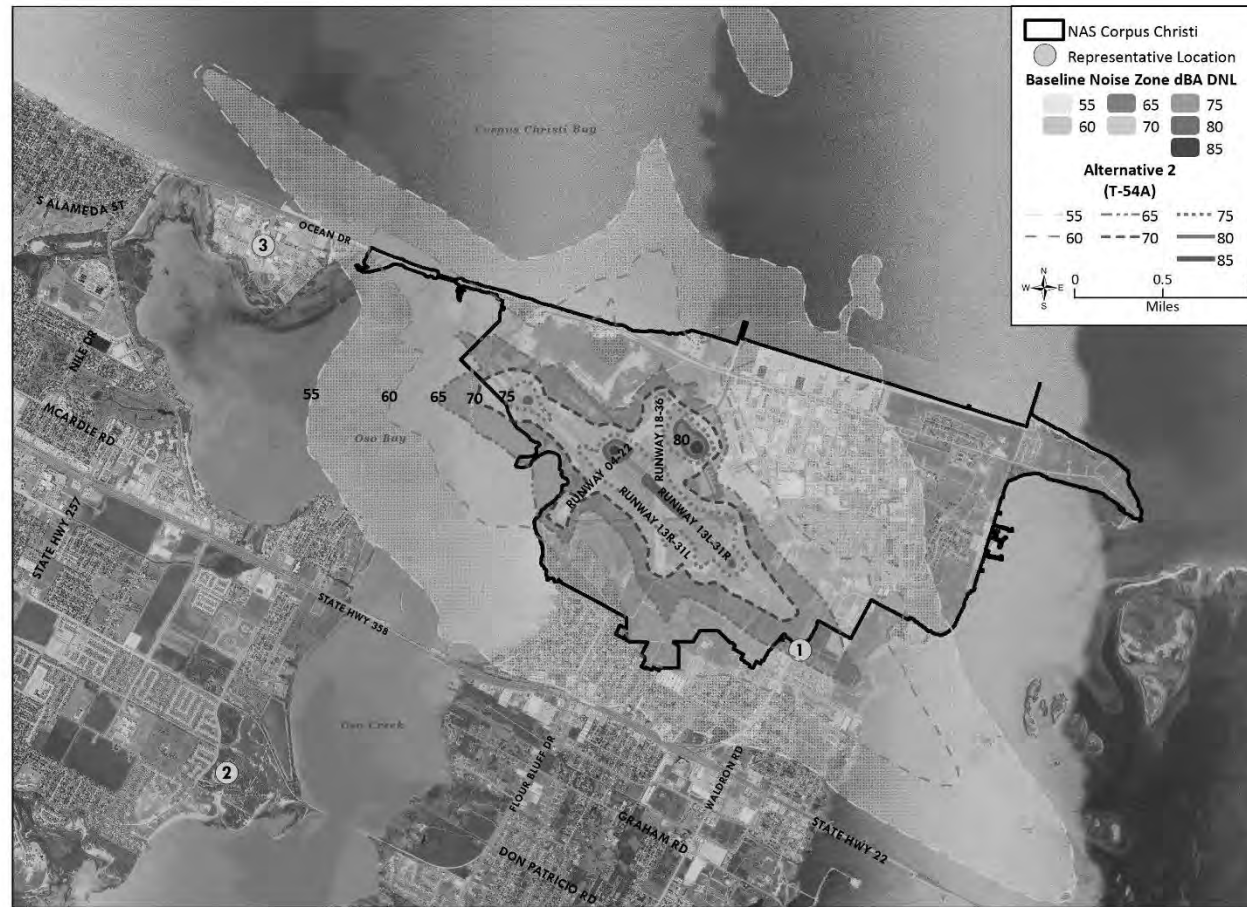 NAS Corpus Christi
Representative Location
Baseline Noise Zone dBA DNL
55 65 75
60 70 80
85
Alternative 2
(T-54A)
55 65 75
60 70 80
85
N
W E
S
0 0.5
Miles
Corpus Christi Bay
S ALAMEDA ST
OCEAN DR
3
NILE DR
MCARDLE RD
55 60 65 70 75
Oso Bay
RUNWAY 18-36
80
RUNWAY 04-22
RUNWAY 13L-31R
RUNWAY 13R-31L
STATE HWY 257
STATE HWY 358
1
Oso Creek
2
FLOUR BLUFF DR
WALDRON RD
GRAHAM RD
STATE HWY 22
DON PATRICIO RD